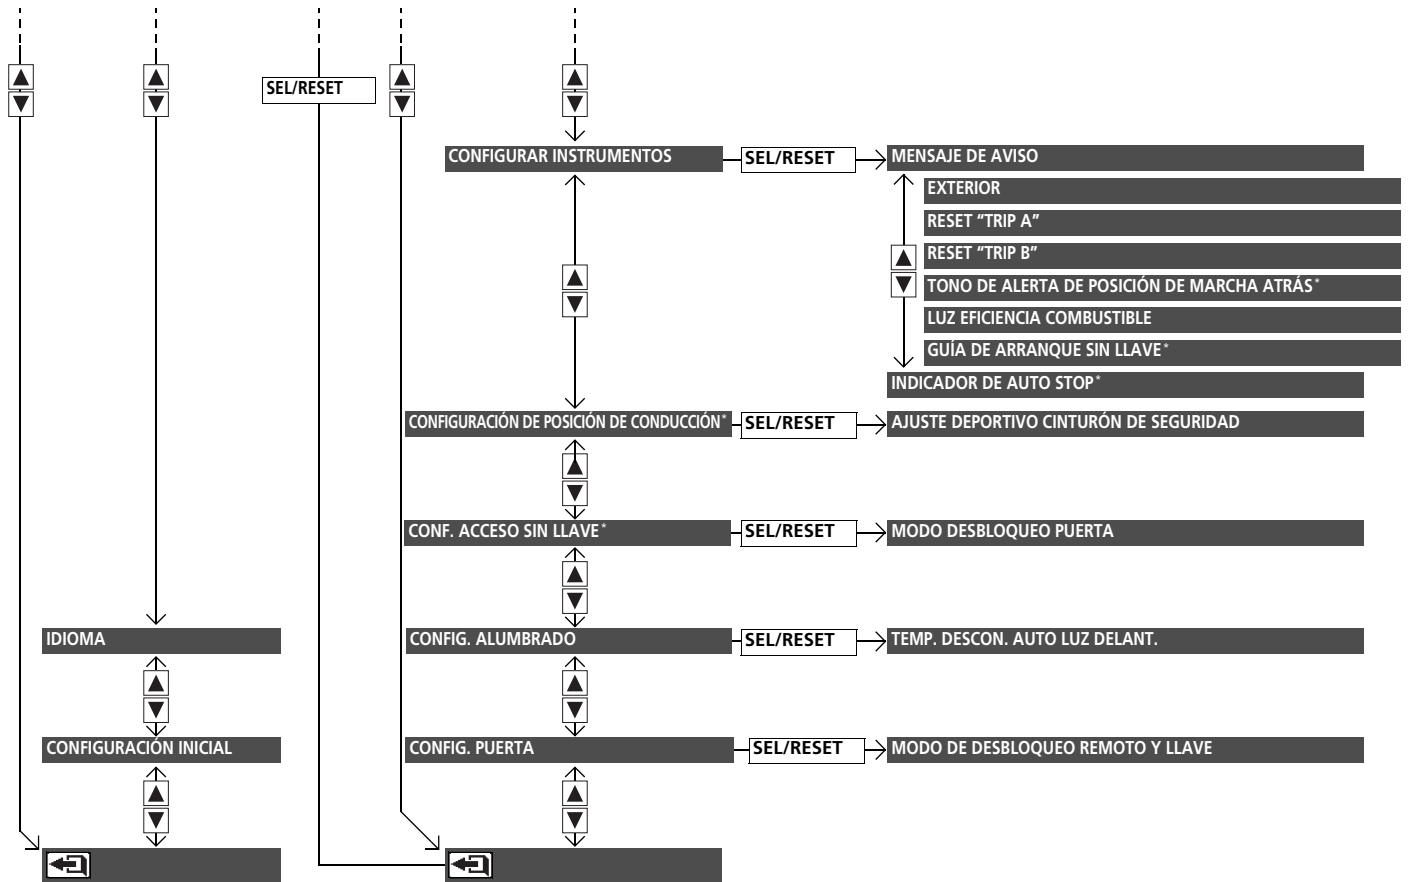 SEL/RESET
CONFIGURAR INSTRUMENTOS
SEL/RESET
MENSAJE DE AVISO
EXTERIOR
RESET “TRIP A”
RESET “TRIP B”
TONO DE ALERTA DE POSICIÓN DE MARCHA ATRÁS*
LUZ EFICIENCIA COMBUSTIBLE
GUÍA DE ARRANQUE SIN LLAVE*
INDICADOR DE AUTO STOP*
CONFIGURACIÓN DE POSICIÓN DE CONDUCCIÓN*
SEL/RESET
AJUSTE DEPORTIVO CINTURÓN DE SEGURIDAD
CONF. ACCESO SIN LLAVE*
SEL/RESET
MODO DESBLOQUEO PUERTA
IDIOMA
CONFIG. ALUMBRADO
SEL/RESET
TEMP. DESCON. AUTO LUZ DELANT.
CONFIGURACIÓN INICIAL
CONFIG. PUERTA
SEL/RESET
MODO DE DESBLOQUEO REMOTO Y LLAVE